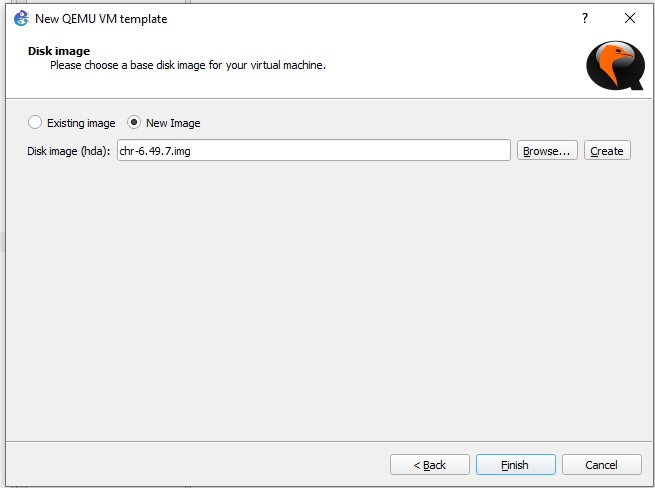 New QEMU VM template
?
Disk image
Please choose a base disk image for your virtual machine.
Existing image New Image
Disk image (hda): chr-6.49.7.img Browse... Create
< Back Finish Cancel